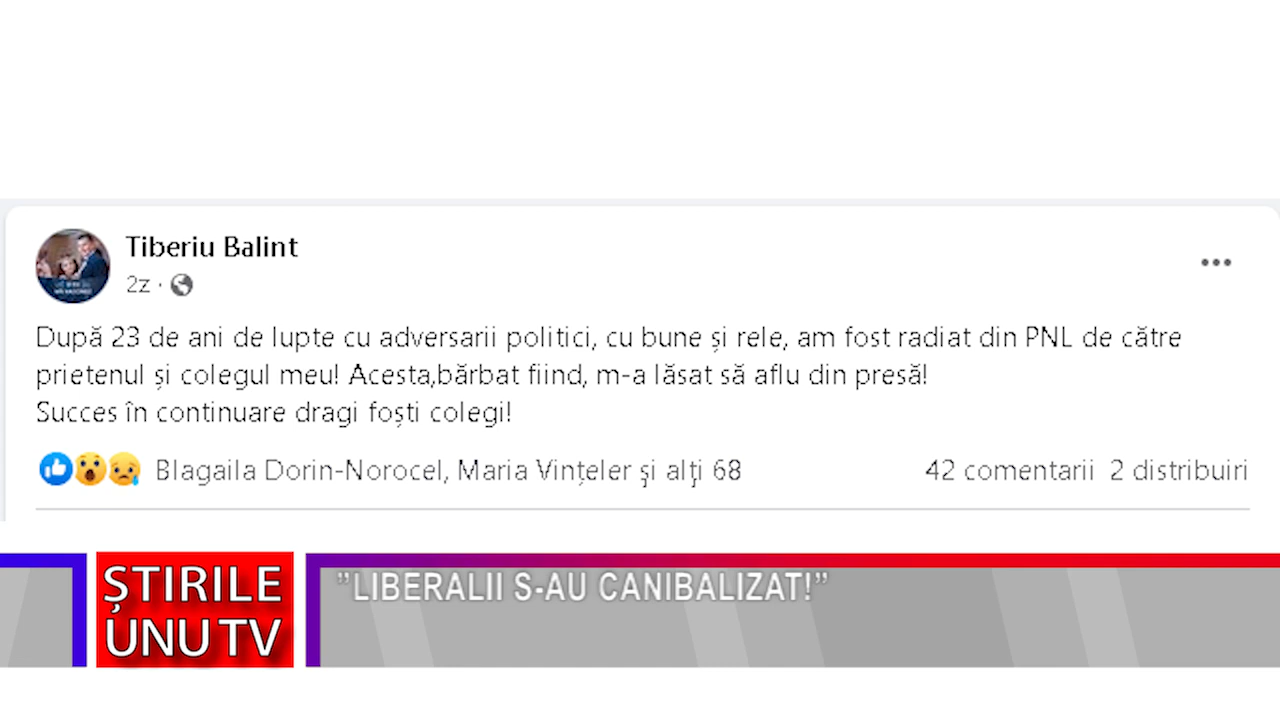 Tiberiu Balint
2z ·
După 23 de ani de lupte cu adversarii politici, cu bune și rele, am fost radiat din PNL de către
prietenul și colegul meu! Acesta,bărbat fiind, m-a lăsat să aflu din presă!
Succes în continuare dragi foști colegi!
Blagaila Dorin-Norocel, Maria Vințeler şi alţi 68
42 comentarii 2 distribuiri
ȘTIRILE
UNU TV
”LIBERALII S-AU CANIBALIZAT!”